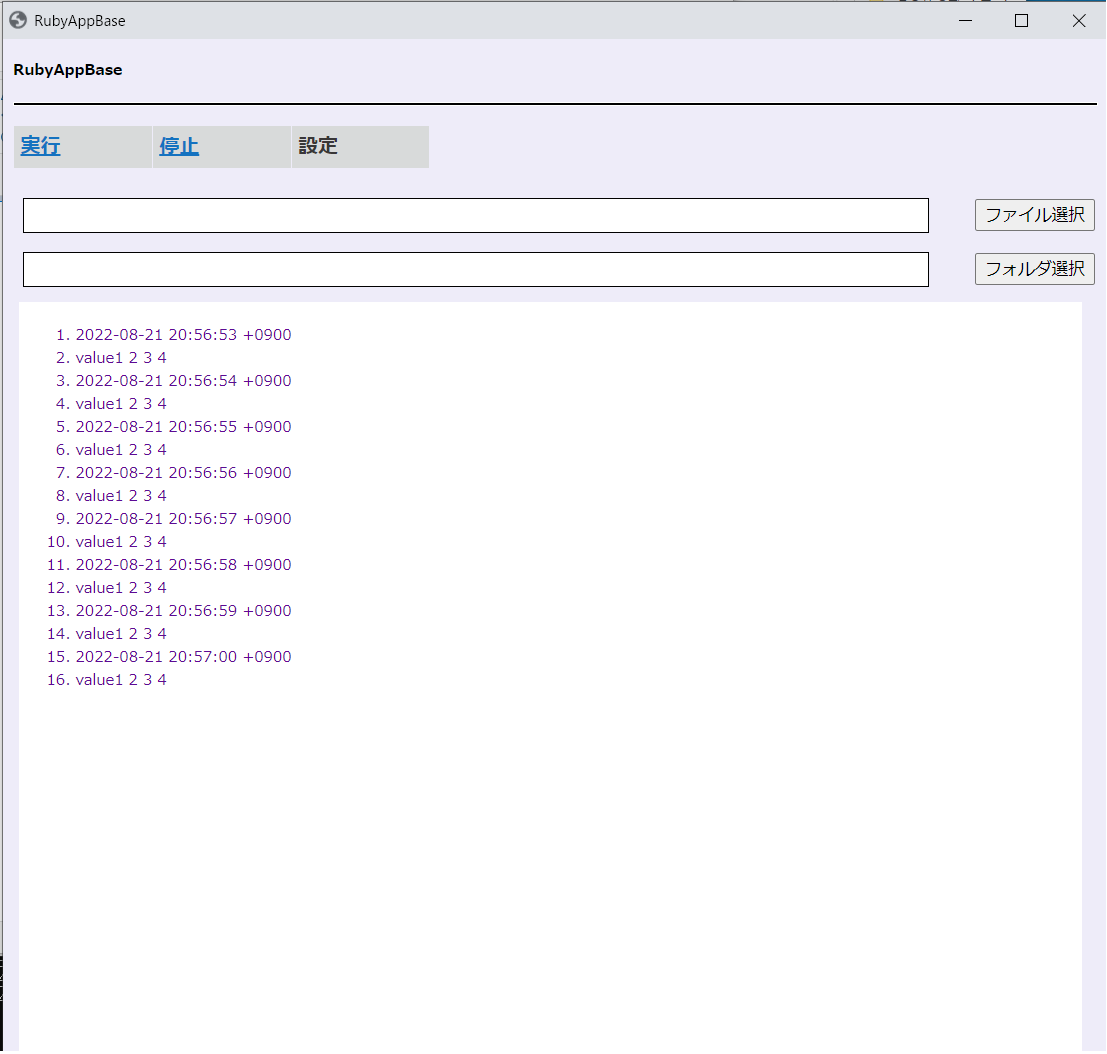 RubyAppBase
RubyAppBase
実行 停止 設定
ファイル選択
フォルダ選択
1. 2022-08-21 20:56:53 +0900
2. value1 2 3 4
3. 2022-08-21 20:56:54 +0900
4. value1 2 3 4
5. 2022-08-21 20:56:55 +0900
6. value1 2 3 4
7. 2022-08-21 20:56:56 +0900
8. value1 2 3 4
9. 2022-08-21 20:56:57 +0900
10. value1 2 3 4
11. 2022-08-21 20:56:58 +0900
12. value1 2 3 4
13. 2022-08-21 20:56:59 +0900
14. value1 2 3 4
15. 2022-08-21 20:57:00 +0900
16. value1 2 3 4